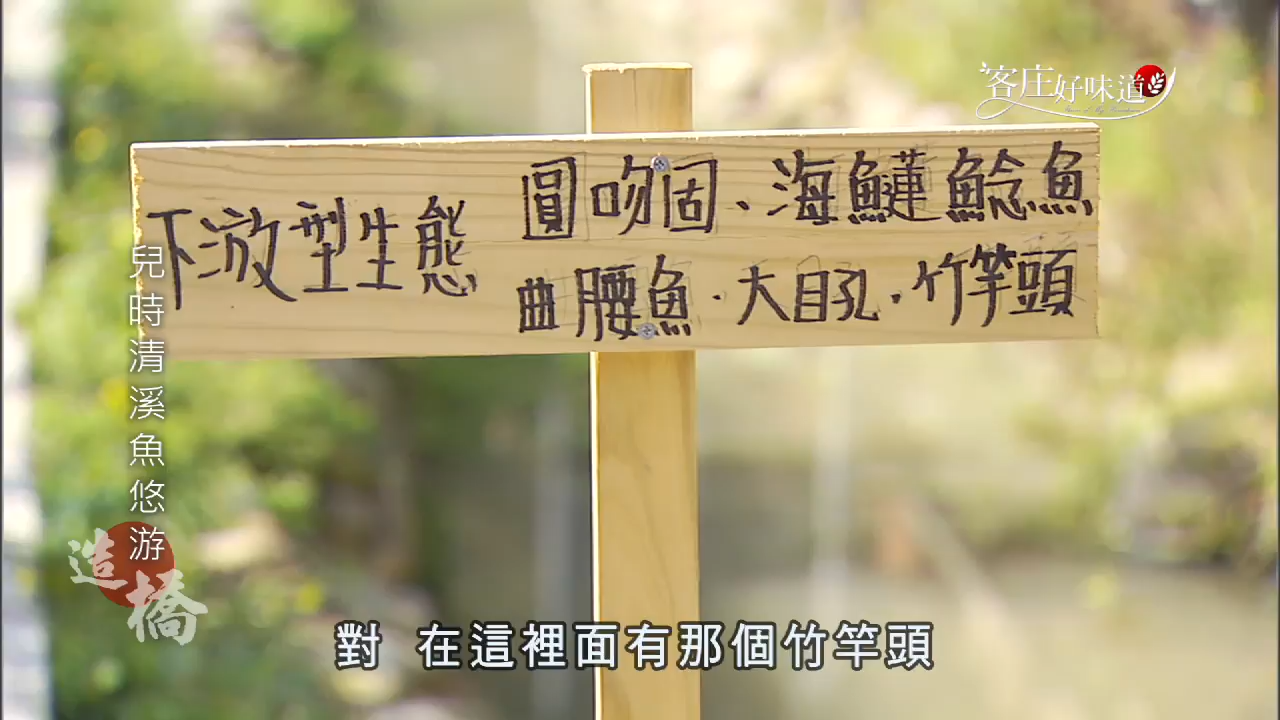 客庄好味道
下游型生態
圓吻固、海鰱鯰魚
曲腰魚.大目孔.竹竿頭
兒時清溪魚悠游
造橋
對 在這裡面有那個竹竿頭